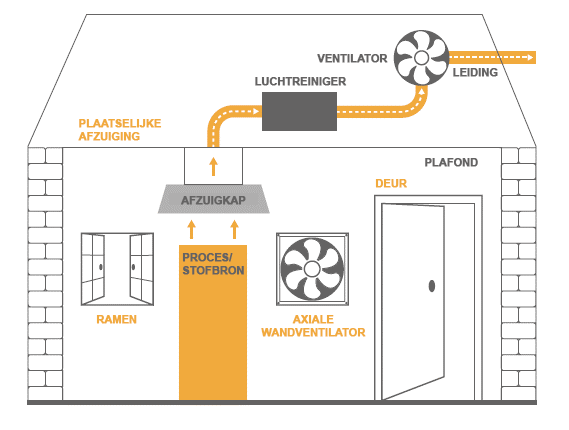 VENTILATOR
LEIDING
LUCHTREINIGER
PLAATSELIJKE
AFZUIGING
PLAFOND
DEUR
AFZUIGKAP
PROCES/
STOFBRON
RAMEN
AXIALE
WANDVENTILATOR